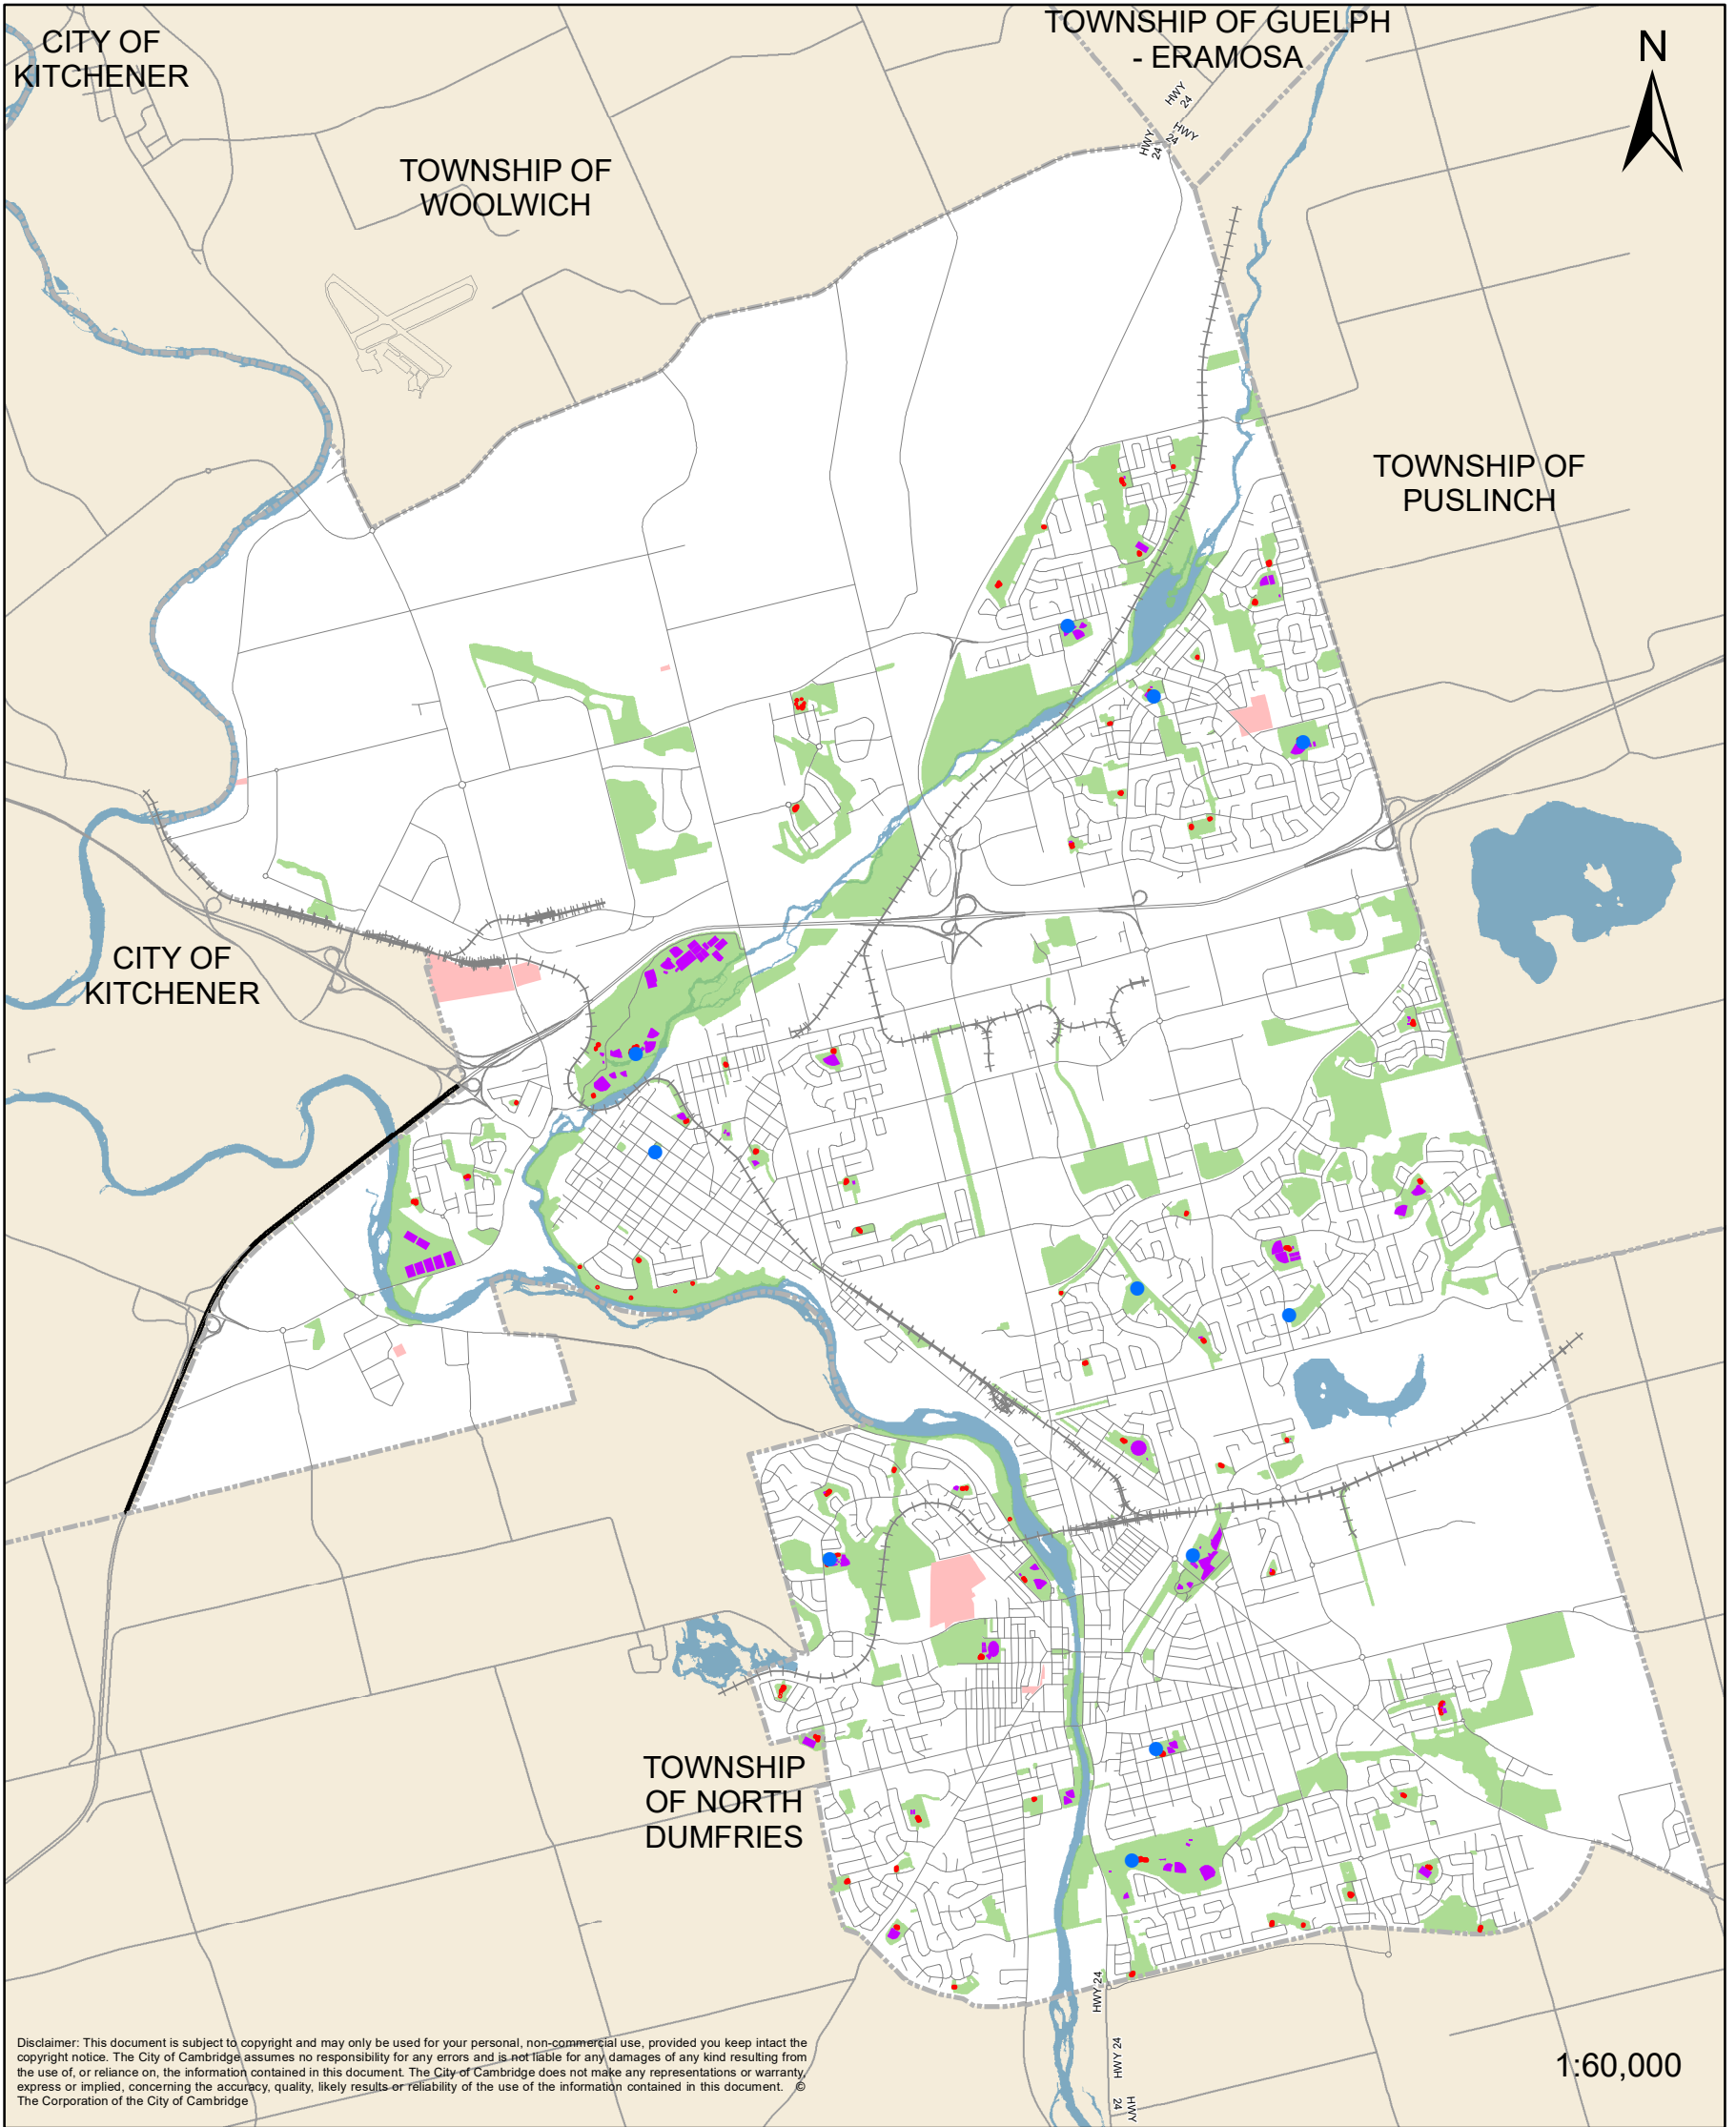 CITY OF
KITCHENER
TOWNSHIP OF GUELPH
- ERAMOSA
N
HWY
24
HWY
24
HWY
24
TOWNSHIP OF
WOOLWICH
TOWNSHIP OF
PUSLINCH
CITY OF
KITCHENER
TOWNSHIP
OF NORTH
DUMFRIES
HWY 24
HWY 24
HWY
24
Disclaimer: This document is subject to copyright and may only be used for your personal, non-commercial use, provided you keep intact the
copyright notice. The City of Cambridge assumes no responsibility for any errors and is not liable for any damages of any kind resulting from
the use of, or reliance on, the information contained in this document. The City of Cambridge does not make any representations or warranty,
express or implied, concerning the accuracy, quality, likely results or reliability of the use of the information contained in this document. ©
The Corporation of the City of Cambridge
1:60,000